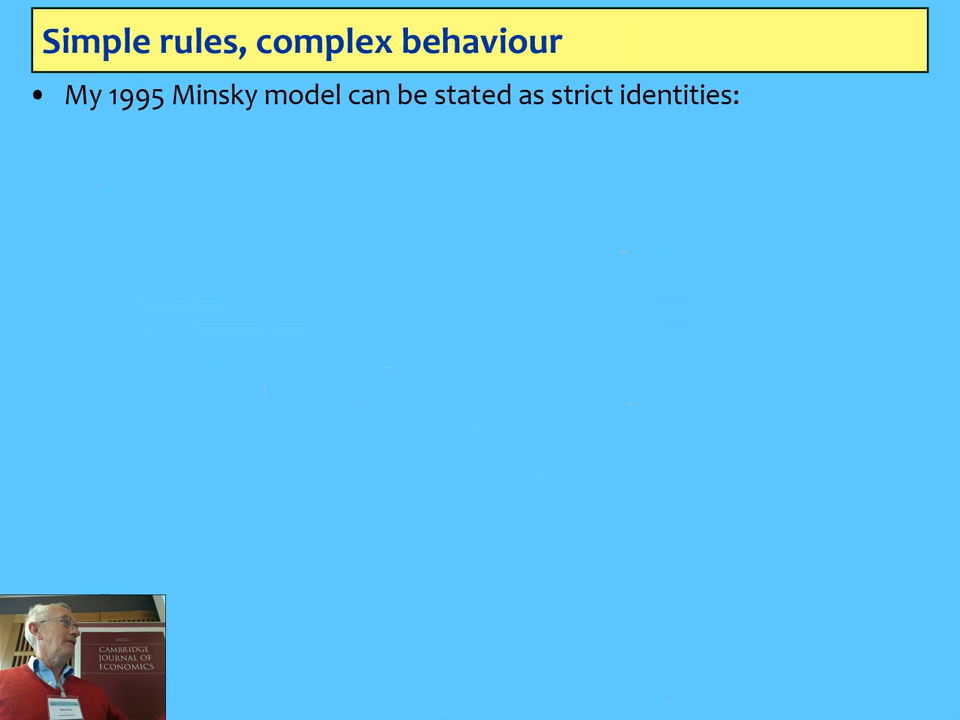 Simple rules, complex behaviour
• My 1995 Minsky model can be stated as strict identities:
CAMBRIDGE
JOURNAL OF
ECONOMICS